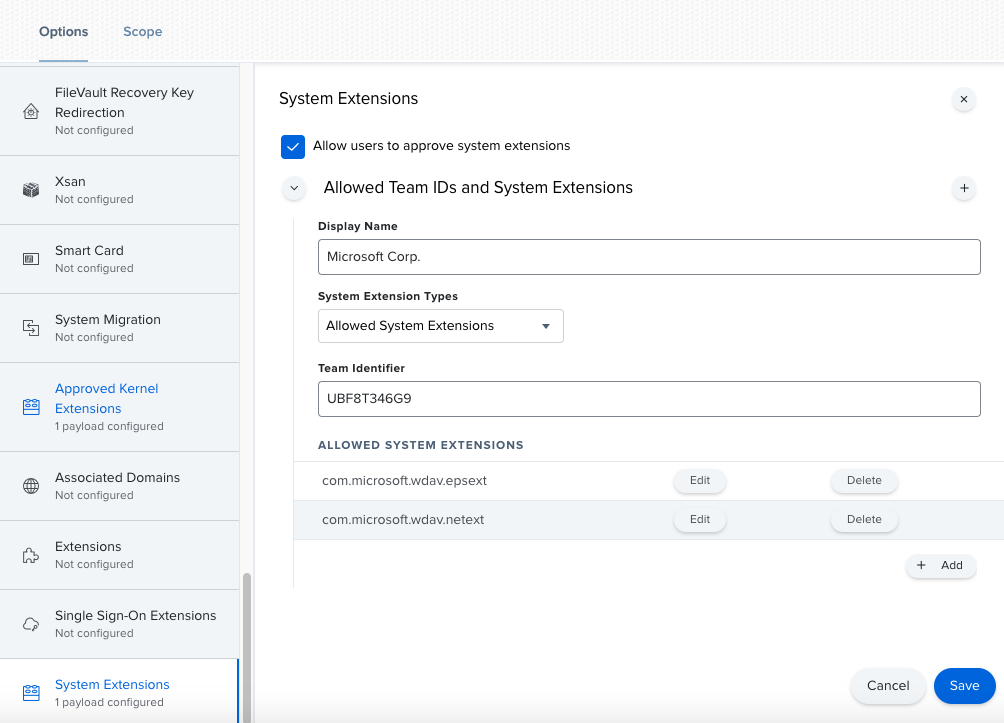 Options
Scope
FileVault Recovery Key
Redirection
Not configured
Xsan
Not configured
Smart Card
Not configured
System Migration
Not configured
Approved Kernel
Extensions
1 payload configured
Associated Domains
Not configured
Extensions
Not configured
Single Sign-On Extensions
Not configured
System Extensions
1 payload configured
System Extensions
Allow users to approve system extensions
Allowed Team IDs and System Extensions
Display Name
Microsoft Corp.
System Extension Types
Allowed System Extensions
Team Identifier
UBF8T346G9
ALLOWED SYSTEM EXTENSIONS
com.microsoft.wdav.epsext Edit Delete
com.microsoft.wdav.netext Edit Delete
+ Add
Cancel Save